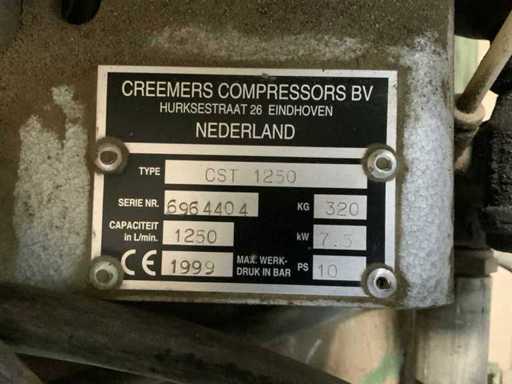 CREEMERS COMPRESSORS BV
HURKSESTRAAT 26 EINDHOVEN
NEDERLAND
TYPE CST 1250
SERIE NR. 6964404 KG 320
CAPACITEIT in L/min. 1250 kW 7.5
CE 1999 MAX. WERK-DRUK IN BAR PS 10